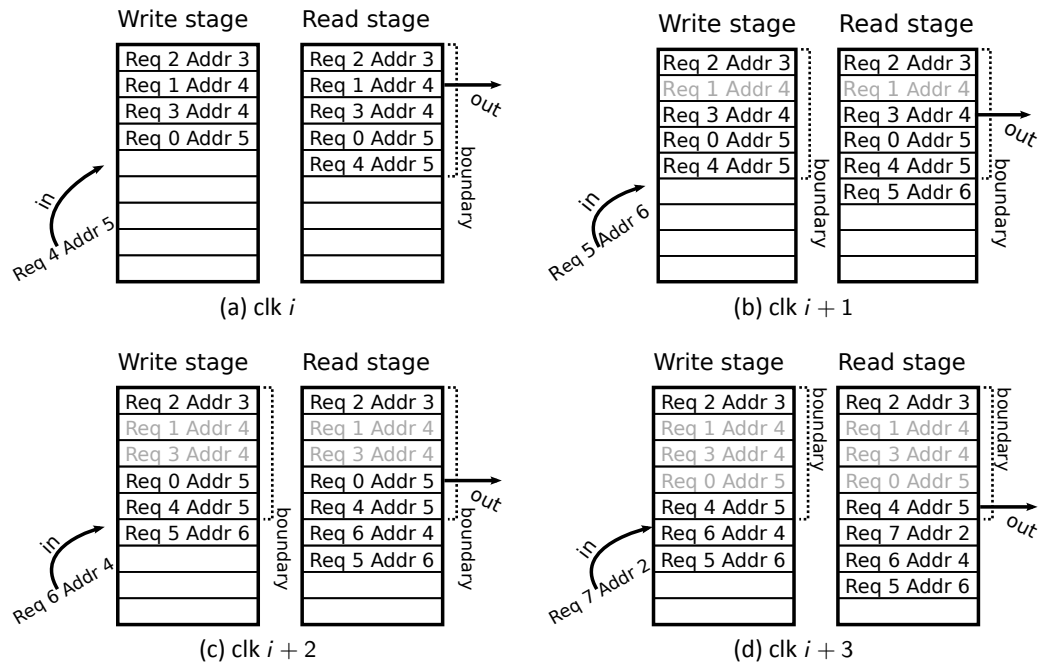 Write stage
Read stage
Req 2 Addr 3
Req 1 Addr 4
Req 3 Addr 4
Req 0 Addr 5
in
Req 4 Addr 5
Req 2 Addr 3
Req 1 Addr 4
Req 3 Addr 4
Req 0 Addr 5
Req 4 Addr 5
out
boundary
(a) clk i
Write stage
Read stage
Req 2 Addr 3
Req 1 Addr 4
Req 3 Addr 4
Req 0 Addr 5
Req 4 Addr 5
boundary
in
Req 5 Addr 6
Req 2 Addr 3
Req 1 Addr 4
Req 3 Addr 4
Req 0 Addr 5
Req 4 Addr 5
Req 5 Addr 6
out
boundary
(b) clk i + 1
Write stage
Read stage
Req 2 Addr 3
Req 1 Addr 4
Req 3 Addr 4
Req 0 Addr 5
Req 4 Addr 5
Req 5 Addr 6
boundary
in
Req 6 Addr 4
Req 2 Addr 3
Req 1 Addr 4
Req 3 Addr 4
Req 0 Addr 5
Req 4 Addr 5
Req 6 Addr 4
Req 5 Addr 6
out
boundary
(c) clk i + 2
Write stage
Read stage
Req 2 Addr 3
Req 1 Addr 4
Req 3 Addr 4
Req 0 Addr 5
Req 4 Addr 5
Req 6 Addr 4
Req 5 Addr 6
boundary
in
Req 7 Addr 2
Req 2 Addr 3
Req 1 Addr 4
Req 3 Addr 4
Req 0 Addr 5
Req 4 Addr 5
Req 7 Addr 2
Req 6 Addr 4
Req 5 Addr 6
boundary
out
(d) clk i + 3